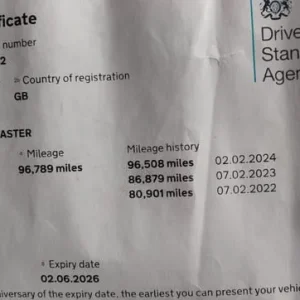 ficate
Drive
Stan
Agen
number
2
Country of registration
GB
ASTER
Mileage
96,789 miles
Mileage history
96,508 miles 02.02.2024
86,879 miles 07.02.2023
80,901 miles 07.02.2022
Expiry date
02.06.2026
niversary of the expiry date, the earliest you can present your vehic